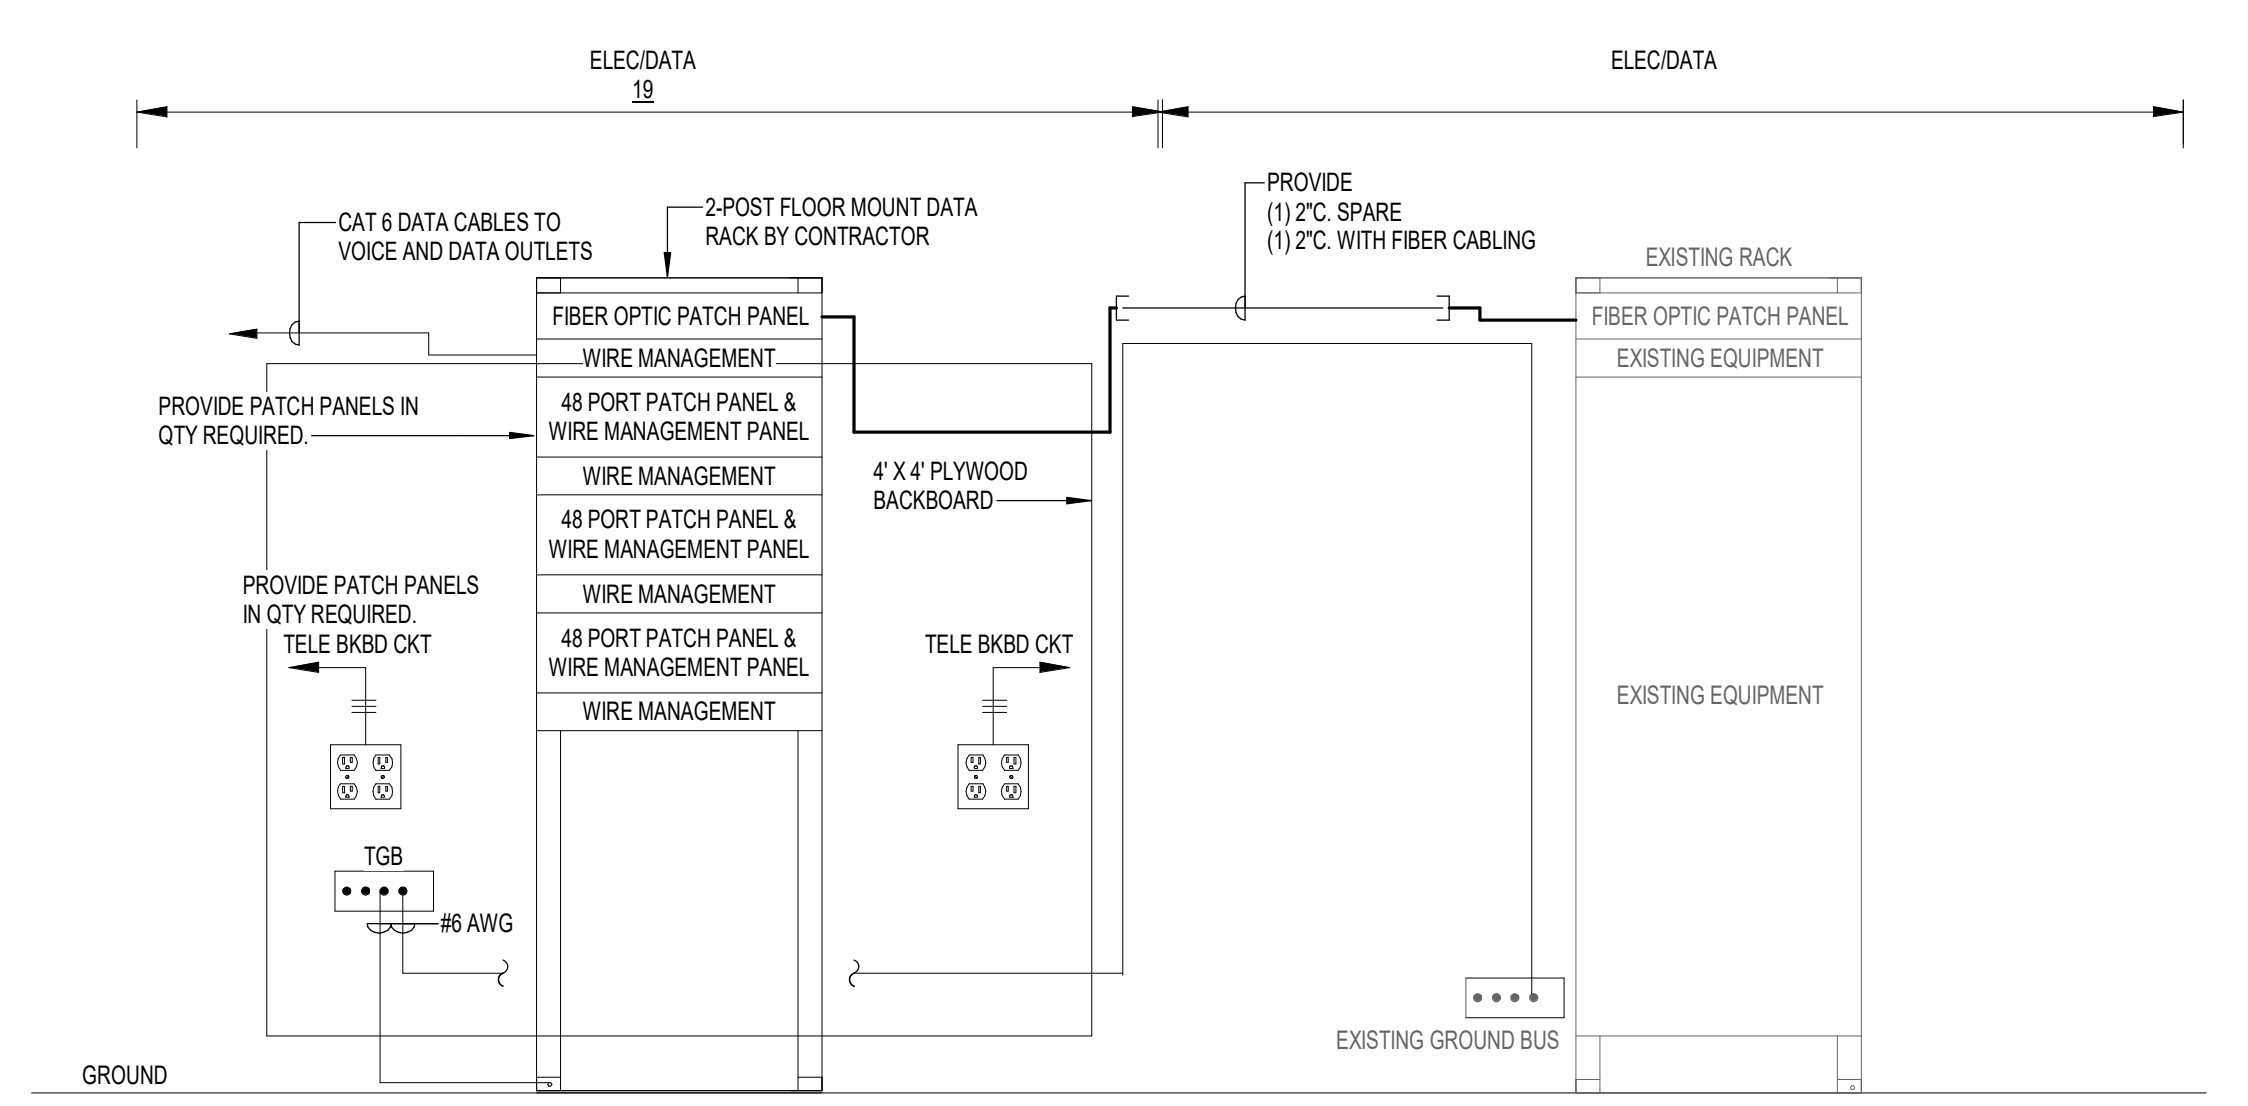 ELEC/DATA
19
ELEC/DATA
CAT 6 DATA CABLES TO
VOICE AND DATA OUTLETS
2-POST FLOOR MOUNT DATA
RACK BY CONTRACTOR
PROVIDE
(1) 2"C. SPARE
(1) 2"C. WITH FIBER CABLING
EXISTING RACK
FIBER OPTIC PATCH PANEL
WIRE MANAGEMENT
48 PORT PATCH PANEL &
WIRE MANAGEMENT PANEL
WIRE MANAGEMENT
48 PORT PATCH PANEL &
WIRE MANAGEMENT PANEL
WIRE MANAGEMENT
48 PORT PATCH PANEL &
WIRE MANAGEMENT PANEL
WIRE MANAGEMENT
PROVIDE PATCH PANELS IN
QTY REQUIRED.
PROVIDE PATCH PANELS
IN QTY REQUIRED.
TELE BKBD CKT
TGB
#6 AWG
4' X 4' PLYWOOD
BACKBOARD
TELE BKBD CKT
FIBER OPTIC PATCH PANEL
EXISTING EQUIPMENT
EXISTING EQUIPMENT
EXISTING GROUND BUS
GROUND